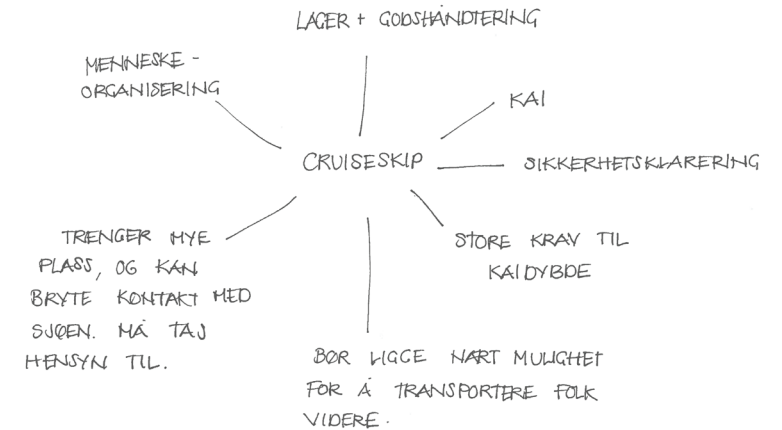 LAGER + GODSHÅNDTERING
MENNESKE-
ORGANISERING
KAI
CRUISESKIP
SIKKERHETSKLARERING
TRENGER MYE
PLASS, OG KAN
BRYTE KONTAKT MED
SJØEN. MÅ TAS
HENSYN TIL.
STORE KRAV TIL
KAIDYBDE
BØR LIGGE NÆRT MULIGHET
FOR Å TRANSPORTERE FOLK
VIDERE.